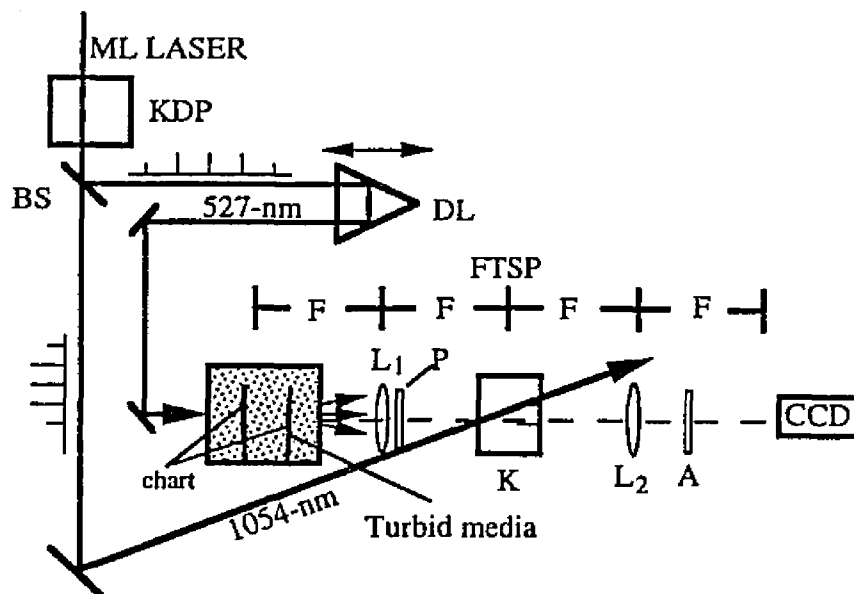 ML LASER
KDP
BS
527-nm
DL
FTSP
F F F F
L1 P
CCD
chart
K
L2 A
1054-nm
Turbid media